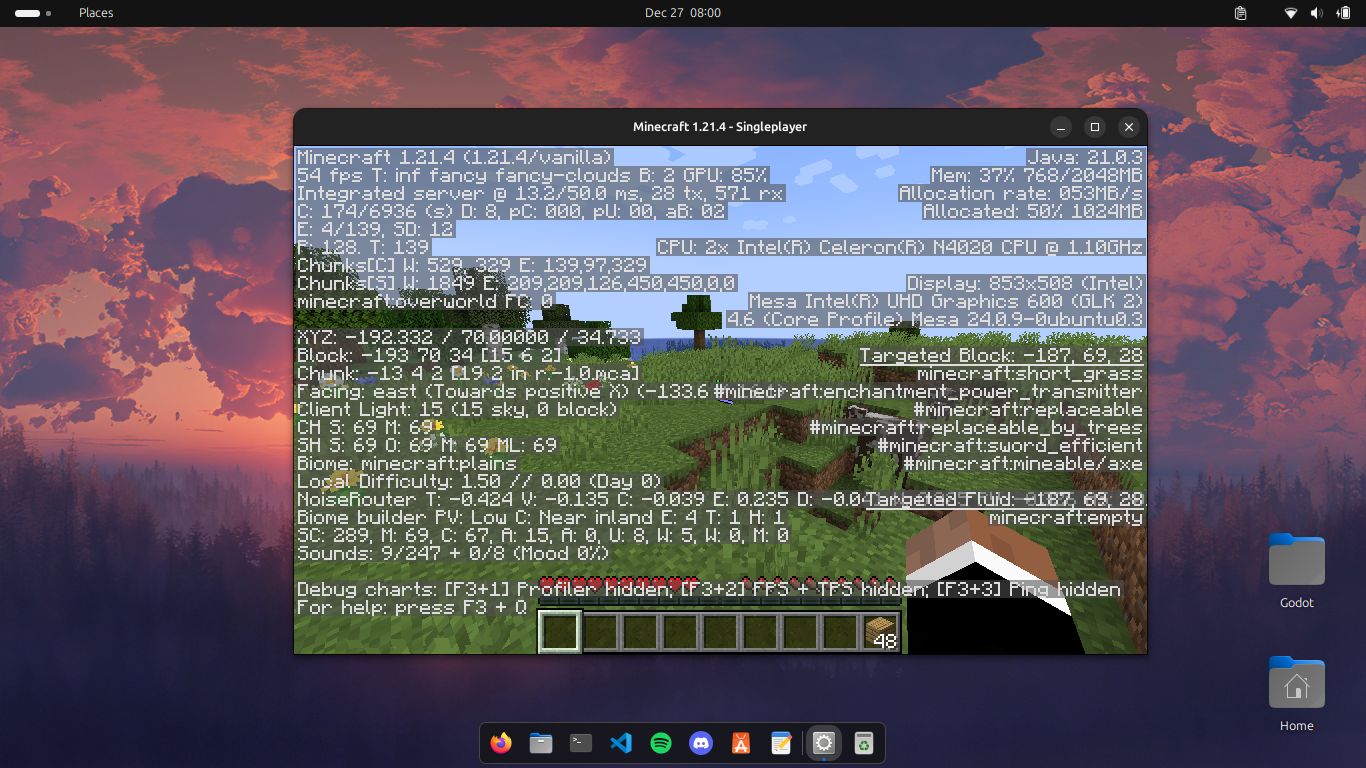 Places
Dec 27 08:00
Minecraft 1.21.4 - Singleplayer
Minecraft 1.21.4 (1.21.4/vanilla)
54 fps T: inf fancy fancy-clouds B: 2 GPU: 85%
Integrated server @ 13.2/50.0 ms, 28 tx, 571 rx
C: 174/6936 (s) D: 8, pC: 000, pU: 00, aB: 02
E: 4/139, SD: 12
P: 128. T: 139
Chunks[C] W: 529, 329 E: 139,97,329
Chunks[S] W: 1849 E: 209,209,126,450,450,0,0
minecraft:overworld FC: 0
XYZ: -192.332 / 70.00000 / -34.733
Block: -193 70 34 [15 6 2]
Chunk: -13 4 2 [19 2 in r.-1.0.mca]
Facing: east (Towards positive X) (-133.6
Client Light: 15 (15 sky, 0 block)
CH S: 69 M: 69
SH S: 69 O: 69 M: 69 ML: 69
Biome: minecraft:plains
Local Difficulty: 1.50 // 0.00 (Day 0)
NoiseRouter T: -0.424 V: -0.135 C: -0.039 E: 0.235 D:
Biome builder PV: Low C: Near inland E: 4 T: 1 H: 1
SC: 289, M: 69, C: 67, A: 15, A: 0, U: 8, W: 5, W: 0, M: 0
Sounds: 9/247 + 0/8 (Mood 0%)
Debug charts: [F3+1] Profiler hidden; [F3+2] FPS + TPS hidden; [F3+3] Ping hidden
For help: press F3 + Q
Java: 21.0.3
Mem: 37% 768/2048MB
Allocation rate: 053MB/s
Allocated: 50% 1024MB
CPU: 2x Intel(R) Celeron(R) N4020 CPU @ 1.10GHz
Display: 853x508 (Intel)
Mesa Intel(R) UHD Graphics 600 (GLK 2)
4.6 (Core Profile) Mesa 24.0.9-0ubuntu0.3
Targeted Block: -187, 69, 28
minecraft:short_grass
#minecraft:enchantment_power_transmitter
#minecraft:replaceable
#minecraft:replaceable_by_trees
#minecraft:sword_efficient
#minecraft:mineable/axe
Targeted Fluid: -187, 69, 28
minecraft:empty
48
Godot
Home